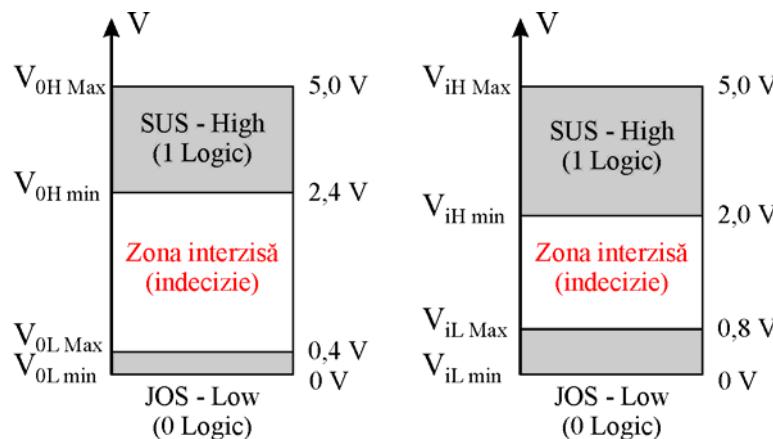 V
V0H Max
5,0 V
SUS - High
(1 Logic)
V0H min
2,4 V
Zona interzisă
(indecizie)
V0L Max
0,4 V
V0L min
0 V
JOS - Low
(0 Logic)
V
ViH Max
5,0 V
SUS - High
(1 Logic)
ViH min
2,0 V
Zona interzisă
(indecizie)
ViL Max
0,8 V
ViL min
0 V
JOS - Low
(0 Logic)